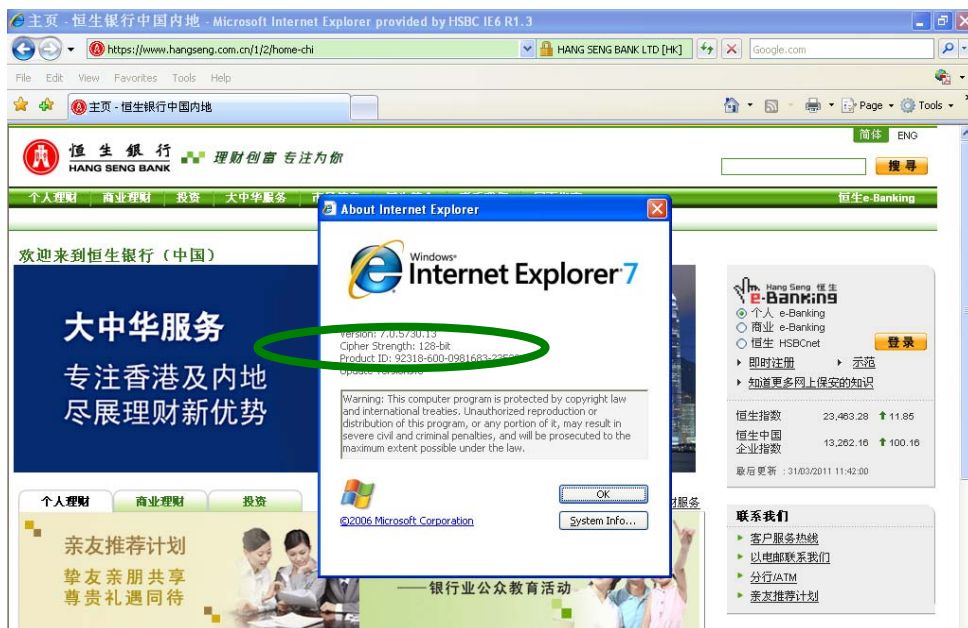 主页 - 恒生银行中国内地 - Microsoft Internet Explorer provided by HSBC IE6 R1.3
https://www.hangseng.com.cn/1/2/home-chi
HANG SENG BANK LTD [HK]
Google.com
File Edit View Favorites Tools Help
主页 - 恒生银行中国内地
Page Tools
简体 ENG
恒生銀行
HANG SENG BANK
理财创富 专注为你
搜寻
个人理财 商业理财 投资 大中华服务
恒生e-Banking
欢迎来到恒生银行（中国）
大中华服务
专注香港及内地
尽展理财新优势
About Internet Explorer
Windows
Internet Explorer 7
Version: 7.0.5730.13
Cipher Strength: 128-bit
Product ID: 92318-600-0981683-
Warning: This computer program is protected by copyright law
and international treaties. Unauthorized reproduction or
distribution of this program, or any portion of it, may result in
severe civil and criminal penalties, and will be prosecuted to the
maximum extent possible under the law.
©2006 Microsoft Corporation
OK
System Info...
Hang Seng 恒生
e-Banking
个人 e-Banking
商业 e-Banking
恒生 HSBCnet
登录
即时注册 示范
知道更多网上保安的知识
恒生指数 23,463.28 11.85
恒生中国
企业指数 13,262.16 100.16
最后更新 : 31/03/2011 11:42:00
个人理财 商业理财 投资
财服务
亲友推荐计划
挚友亲朋共享
尊贵礼遇同待
——银行业公众教育活动
联系我们
客户服务热线
以电邮联系我们
分行/ATM
亲友推荐计划